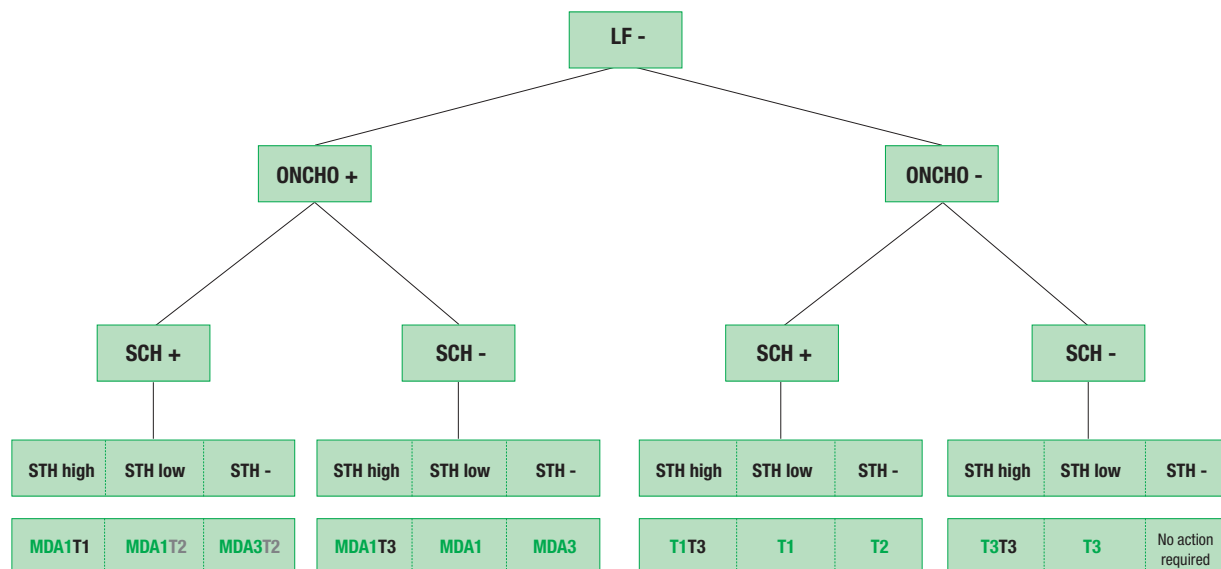 LF -
ONCHO +
ONCHO -
SCH +
SCH -
SCH +
SCH -
STH high STH low STH -
STH high STH low STH -
STH high STH low STH -
STH high STH low STH -
MDA1T1 MDA1T2 MDA3T2
MDA1T3 MDA1 MDA3
T1T3 T1 T2
T3T3 T3 No action
required